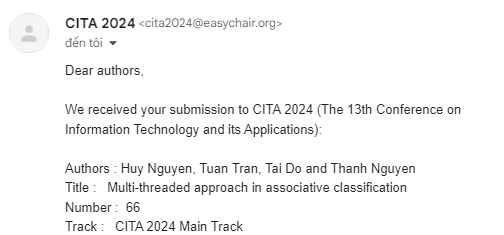 CITA 2024 <cita2024@easychair.org>
đến tôi
Dear authors,
We received your submission to CITA 2024 (The 13th Conference on
Information Technology and its Applications):
Authors : Huy Nguyen, Tuan Tran, Tai Do and Thanh Nguyen
Title :   Multi-threaded approach in associative classification
Number :  66
Track :   CITA 2024 Main Track